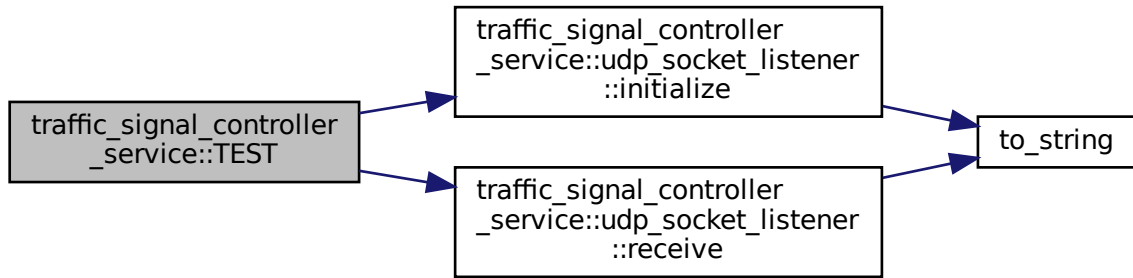 traffic_signal_controller
_service::TEST
traffic_signal_controller
_service::udp_socket_listener
::initialize
traffic_signal_controller
_service::udp_socket_listener
::receive
to_string